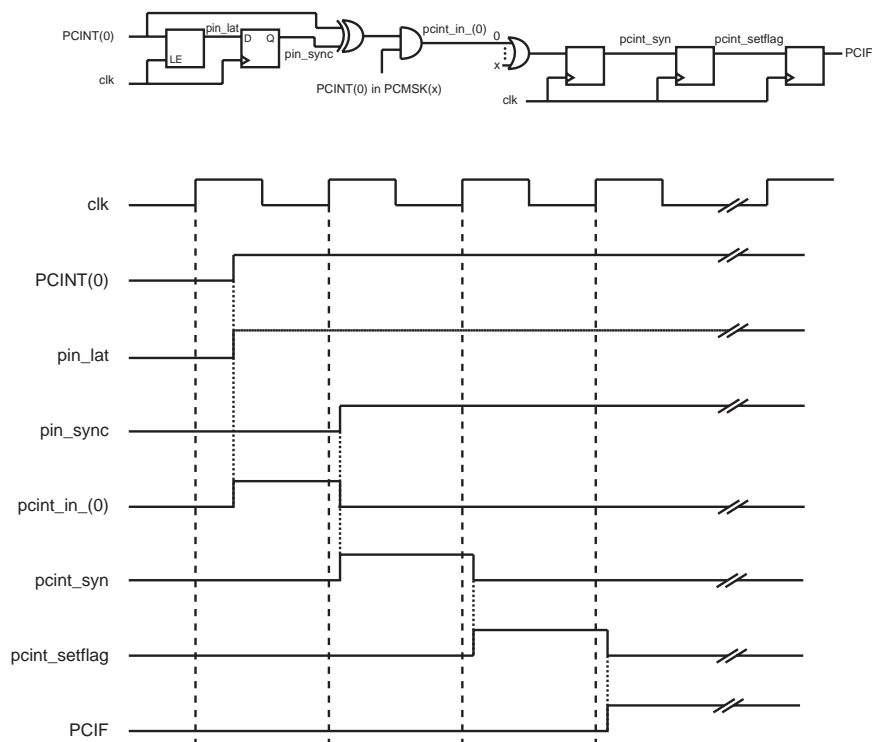 PCINT(0)
pin_lat
D Q
LE
pin_sync
clk
pcint_in_(0)
PCINT(0) in PCMSK(x)
0
x
pcint_syn
pcint_setflag
PCIF
clk
clk
PCINT(0)
pin_lat
pin_sync
pcint_in_(0)
pcint_syn
pcint_setflag
PCIF